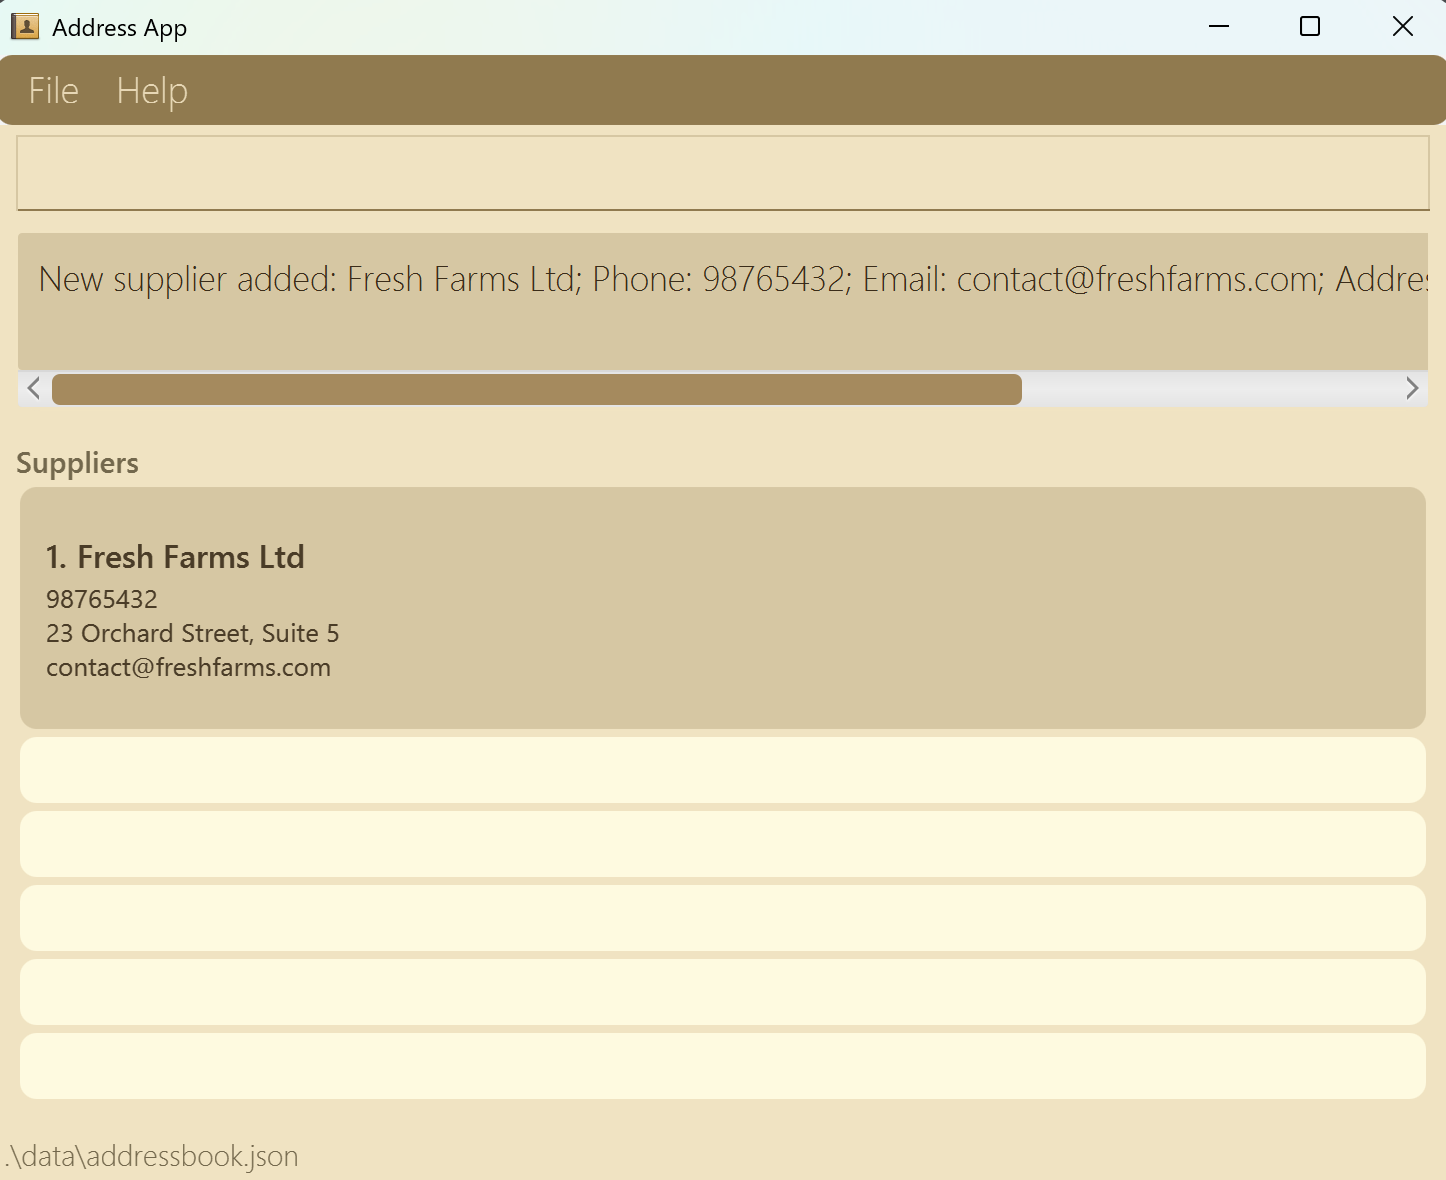 Address App
File Help
New supplier added: Fresh Farms Ltd; Phone: 98765432; Email: contact@freshfarms.com; Addres
Suppliers
1. Fresh Farms Ltd
98765432
23 Orchard Street, Suite 5
contact@freshfarms.com
.\data\addressbook.json